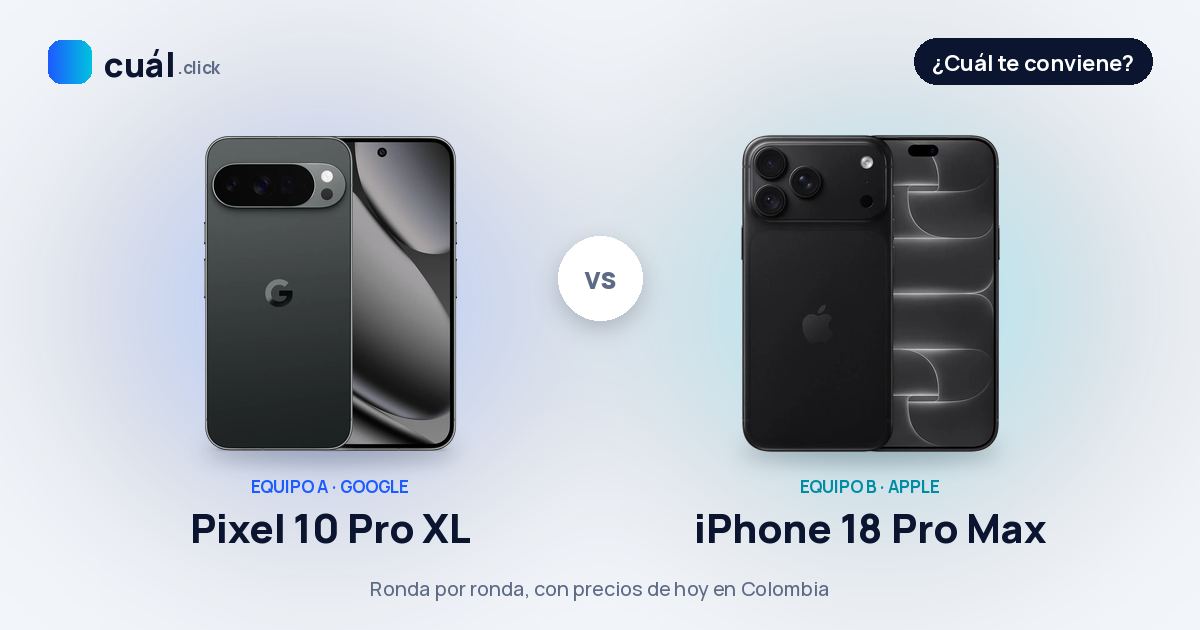 cuál.click
¿Cuál te conviene?
VS
EQUIPO A · GOOGLE
Pixel 10 Pro XL
EQUIPO B · APPLE
iPhone 18 Pro Max
Ronda por ronda, con precios de hoy en Colombia